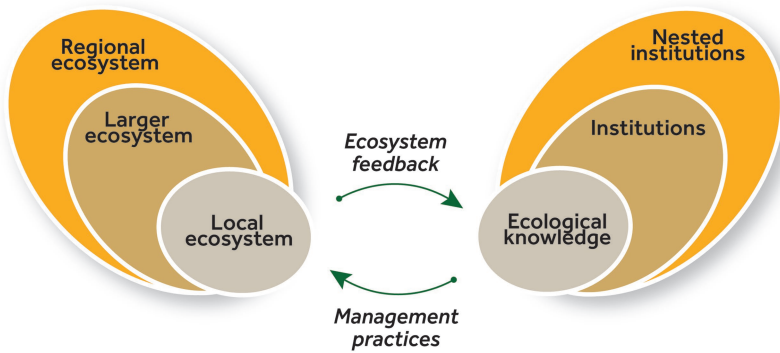 Regional
ecosystem
Larger
ecosystem
Local
ecosystem
Ecosystem
feedback
Management
practices
Nested
institutions
Institutions
Ecological
knowledge